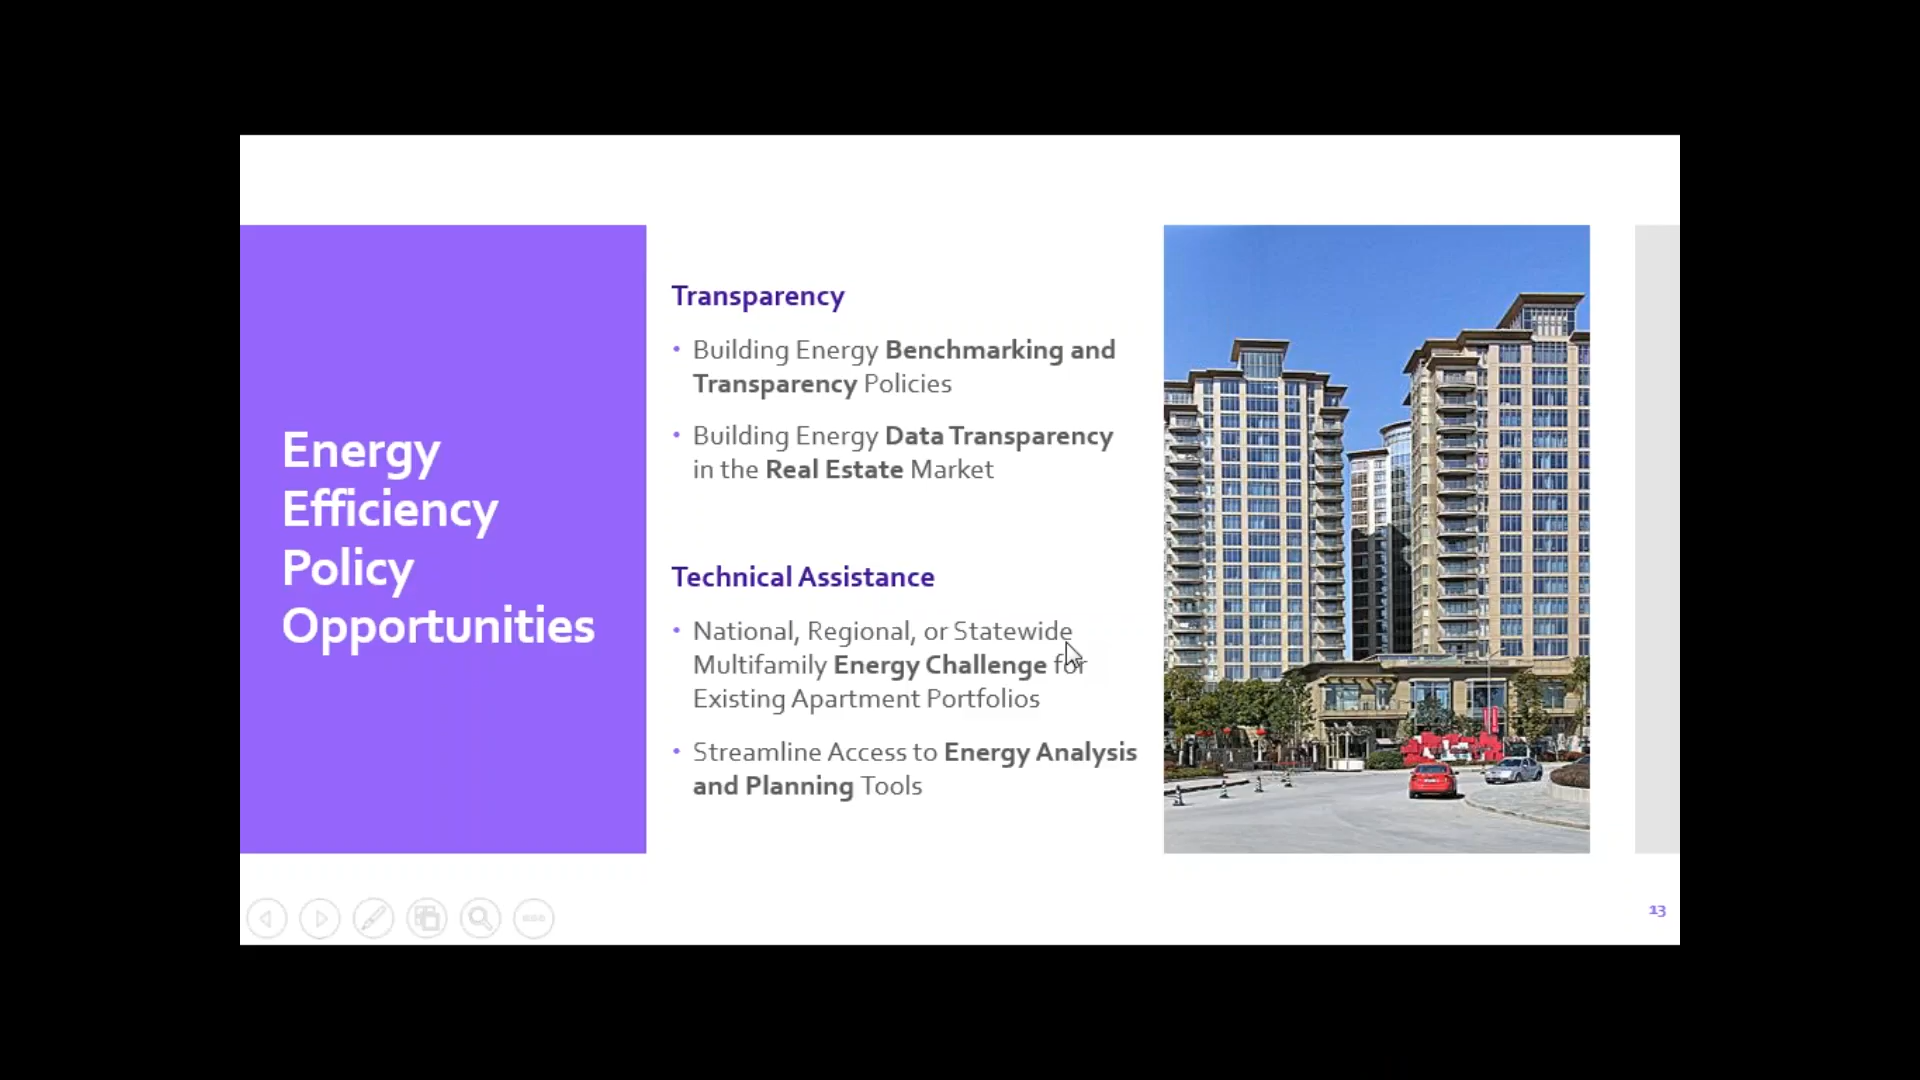 Energy
Efficiency
Policy
Opportunities
Transparency
• Building Energy Benchmarking and
Transparency Policies
• Building Energy Data Transparency
in the Real Estate Market
Technical Assistance
• National, Regional, or Statewide
Multifamily Energy Challenge for
Existing Apartment Portfolios
• Streamline Access to Energy Analysis
and Planning Tools
13